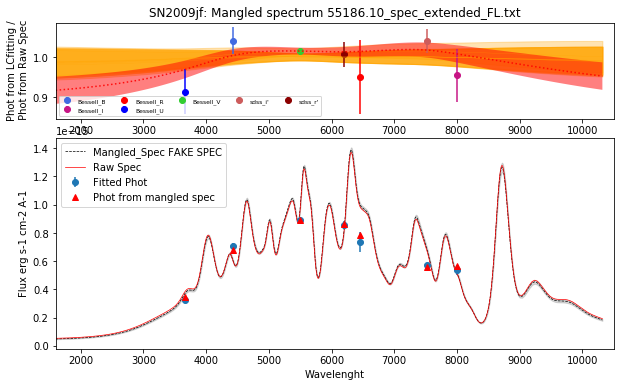 SN2009jf: Mangled spectrum 55186.10_spec_extended_FL.txt
Phot from LCfitting /
Phot from Raw Spec
1.0
0.9
Bessell_B
Bessell_I
Bessell_R
Bessell_U
Bessell_V
sdss_i'
sdss_r'
2000 3000 4000 5000 6000 7000 8000 9000 10000
Mangled_Spec FAKE SPEC
Raw Spec
Fitted Phot
Phot from mangled spec
Flux erg s-1 cm-2 A-1
1.4
1.2
1.0
0.8
0.6
0.4
0.2
0.0
2000 3000 4000 5000 6000 7000 8000 9000 10000
Wavelenght